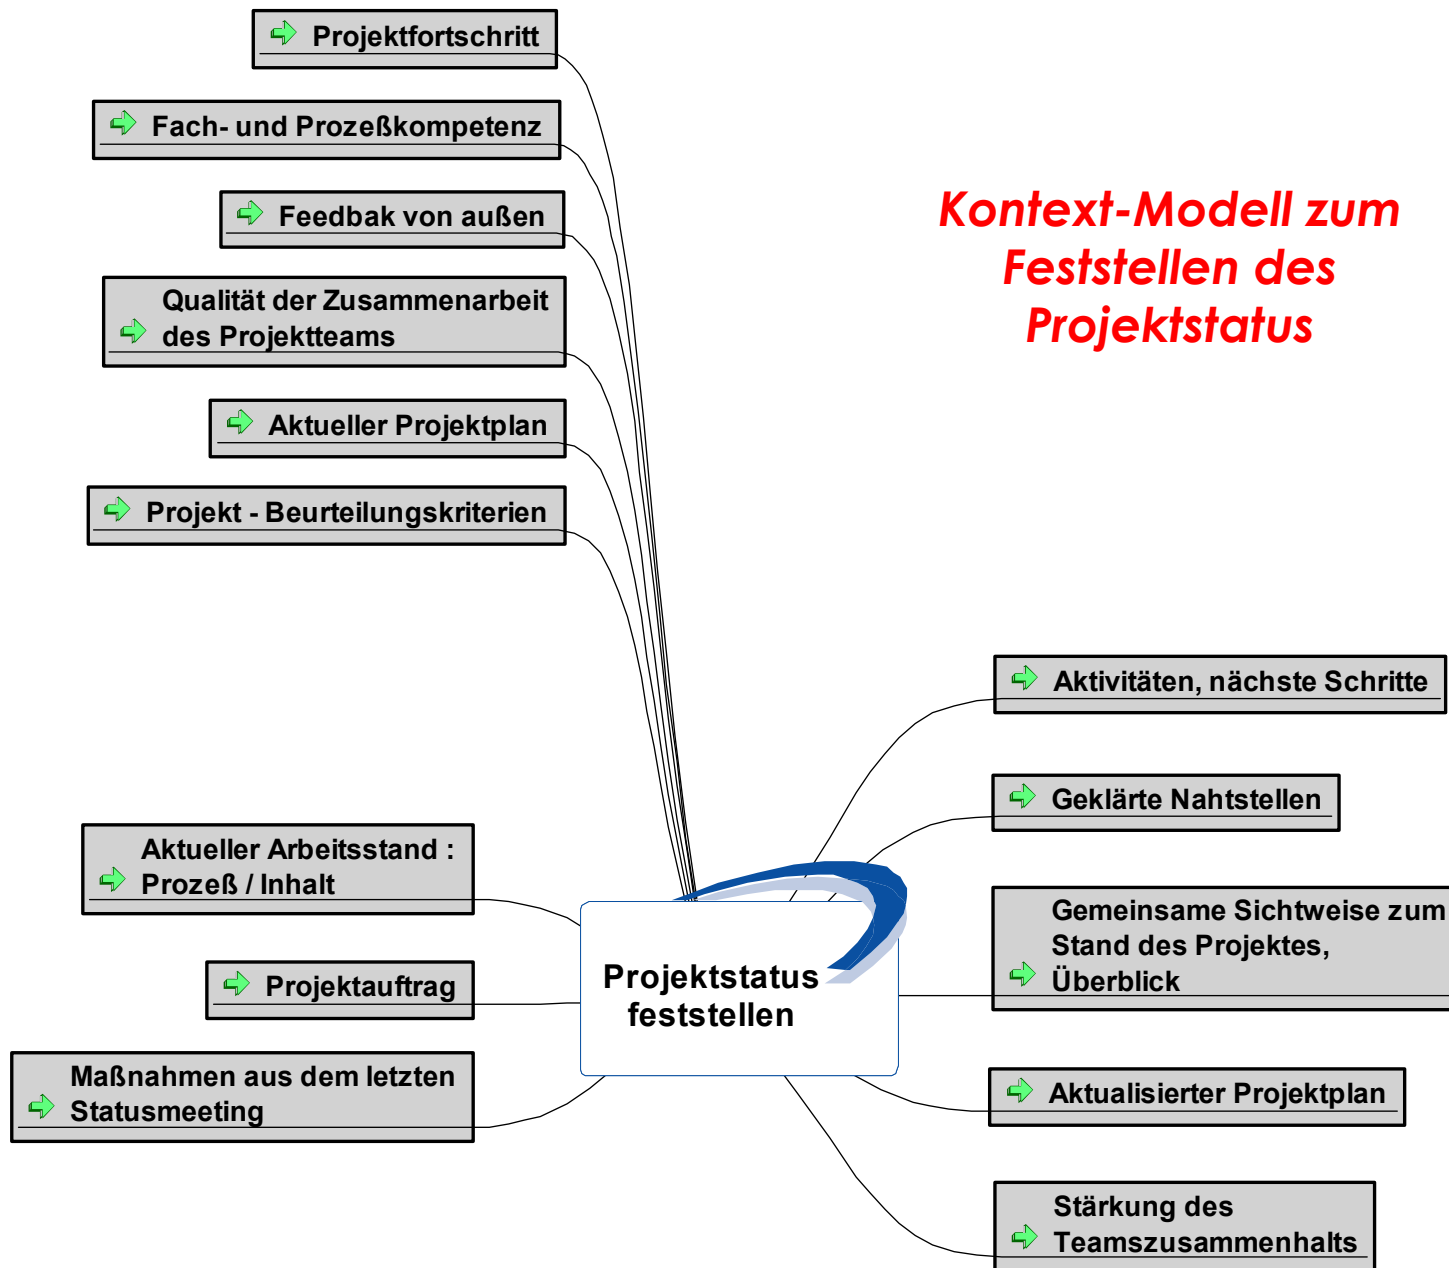 Projektfortschritt
Fach- und Prozeßkompetenz
Feedbak von außen
Qualität der Zusammenarbeit
des Projektteams
Aktueller Projektplan
Projekt - Beurteilungskriterien
Kontext-Modell zum
Feststellen des
Projektstatus
Aktueller Arbeitsstand :
Prozeß / Inhalt
Projektauftrag
Maßnahmen aus dem letzten
Statusmeeting
Projektstatus
feststellen
Aktivitäten, nächste Schritte
Geklärte Nahtstellen
Gemeinsame Sichtweise zum
Stand des Projektes,
Überblick
Aktualisierter Projektplan
Stärkung des
Teamszusammenhalts